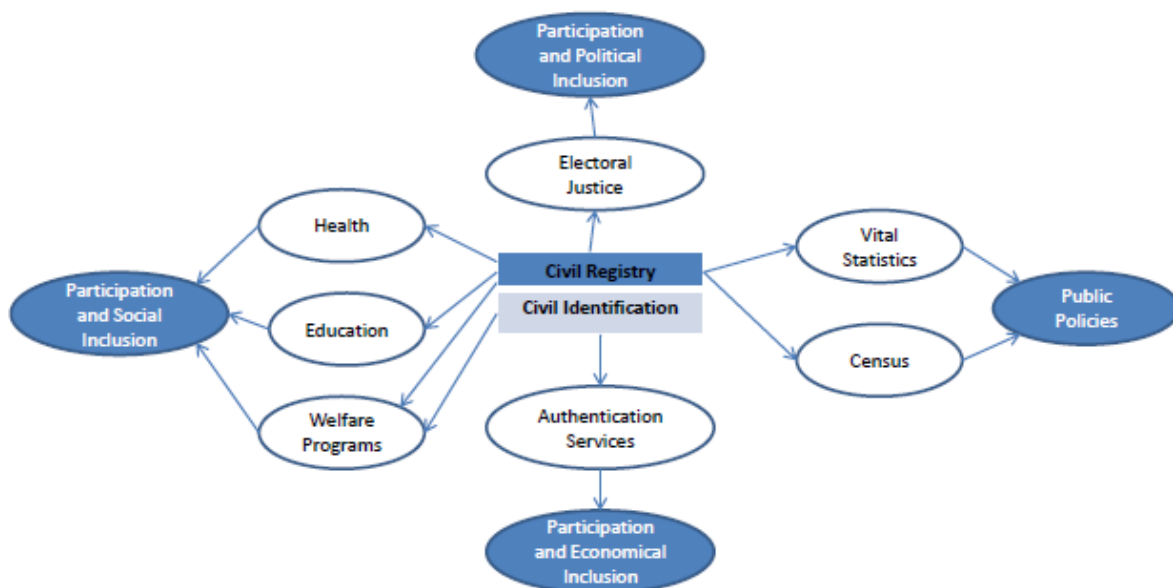 Participation
and Political
Inclusion
Electoral
Justice
Health
Vital
Statistics
Civil Registry
Participation
and Social
Inclusion
Civil Identification
Public
Policies
Education
Census
Welfare
Programs
Authentication
Services
Participation
and Economical
Inclusion